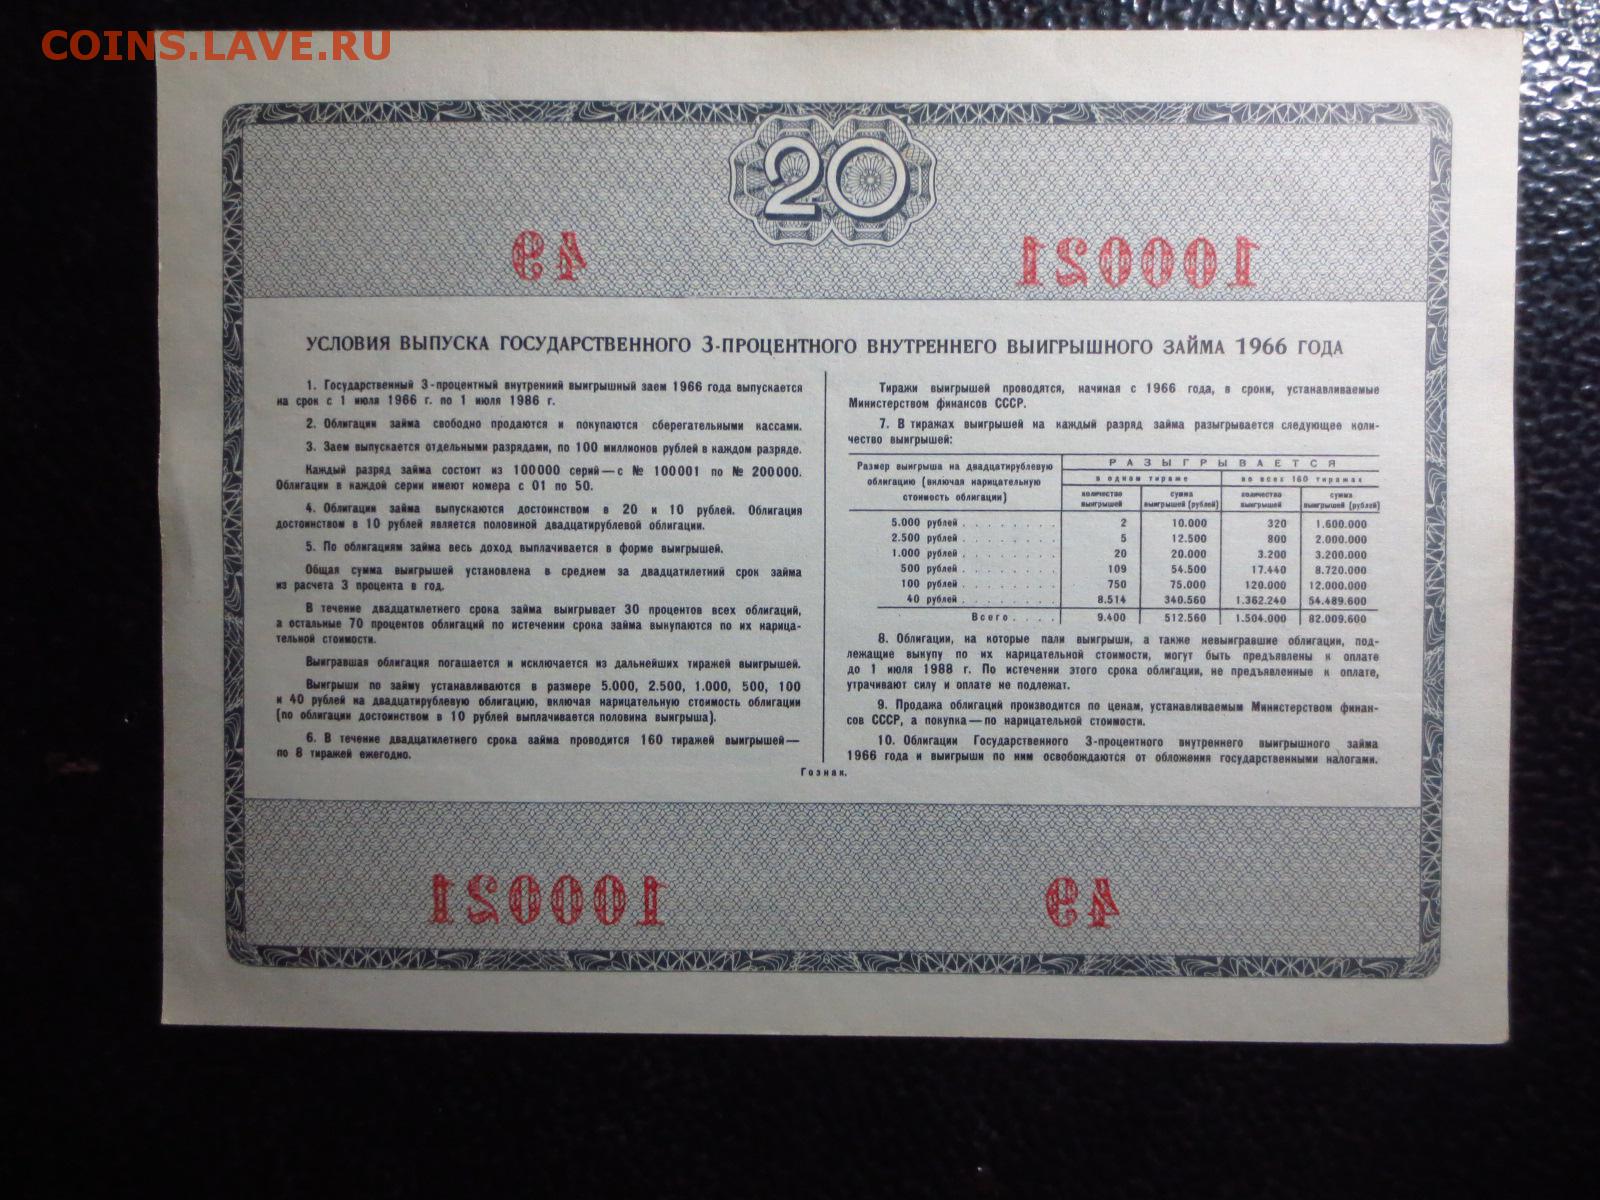 COINS.LAVE.RU
20
49 100021
УСЛОВИЯ ВЫПУСКА ГОСУДАРСТВЕННОГО 3-ПРОЦЕНТНОГО ВНУТРЕННЕГО ВЫИГРЫШНОГО ЗАЙМА 1966 ГОДА
1. Государственный 3-процентный внутренний выигрышный заем 1966 года выпускается
на срок с 1 июля 1966 г. по 1 июля 1986 г.
2. Облигации займа свободно продаются и покупаются сберегательными кассами.
3. Заем выпускается отдельными разрядами, по 100 миллионов рублей в каждом разряде.
Каждый разряд займа состоит из 100000 серий—с № 100001 по № 200000.
Облигации в каждой серии имеют номера с 01 по 50.
4. Облигации займа выпускаются достоинством в 20 и 10 рублей. Облигация
достоинством в 10 рублей является половиной двадцатирублевой облигации.
5. По облигациям займа весь доход выплачивается в форме выигрышей.
Общая сумма выигрышей установлена в среднем за двадцатилетний срок займа
из расчета 3 процента в год.
В течение двадцатилетнего срока займа выигрывает 30 процентов всех облигаций,
а остальные 70 процентов облигаций по истечении срока займа выкупаются по их нарица-
тельной стоимости.
Выигравшая облигация погашается и исключается из дальнейших тиражей выигрышей.
Выигрыши по займу устанавливаются в размере 5.000, 2.500, 1.000, 500, 100
и 40 рублей на двадцатирублевую облигацию, включая нарицательную стоимость облигации
(по облигации достоинством в 10 рублей выплачивается половина выигрыша).
6. В течение двадцатилетнего срока займа проводится 160 тиражей выигрышей—
по 8 тиражей ежегодно.
Тиражи выигрышей проводятся, начиная с 1966 года, в сроки, устанавливаемые
Министерством финансов СССР.
7. В тиражах выигрышей на каждый разряд займа разыгрывается следующее коли-
чество выигрышей:
Размер выигрыша на двадцатирублевую
облигацию (включая нарицательную
стоимость облигации)
РАЗЫГРЫВАЕТСЯ
в одном тираже во всех 160 тиражах
количество выигрышей сумма выигрышей (рублей) количество выигрышей сумма выигрышей (рублей)
5.000 рублей . . . . . . . . 2 10.000 320 1.600.000
2.500 рублей . . . . . . . . 5 12.500 800 2.000.000
1.000 рублей . . . . . . . . 20 20.000 3.200 3.200.000
500 рублей . . . . . . . . 109 54.500 17.440 8.720.000
100 рублей . . . . . . . . 750 75.000 120.000 12.000.000
40 рублей . . . . . . . . 8.514 340.560 1.362.240 54.489.600
Всего . . . . 9.400 512.560 1.504.000 82.009.600
8. Облигации, на которые пали выигрыши, а также невыигравшие облигации, под-
лежащие выкупу по их нарицательной стоимости, могут быть предъявлены к оплате
до 1 июля 1988 г. По истечении этого срока облигации, не предъявленные к оплате,
утрачивают силу и оплате не подлежат.
9. Продажа облигаций производится по ценам, устанавливаемым Министерством финан-
сов СССР, а покупка—по нарицательной стоимости.
10. Облигации Государственного 3-процентного внутреннего выигрышного займа
1966 года и выигрыши по ним освобождаются от обложения государственными налогами.
Гознак.
100021 49